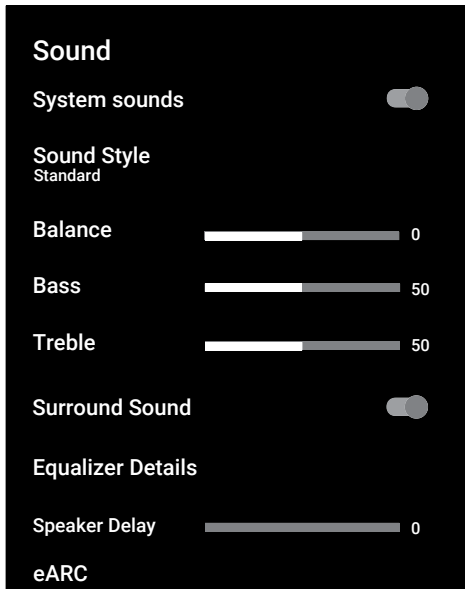 Sound
System sounds
Sound Style
Standard
Balance 0
Bass 50
Treble 50
Surround Sound
Equalizer Details
Speaker Delay 0
eARC